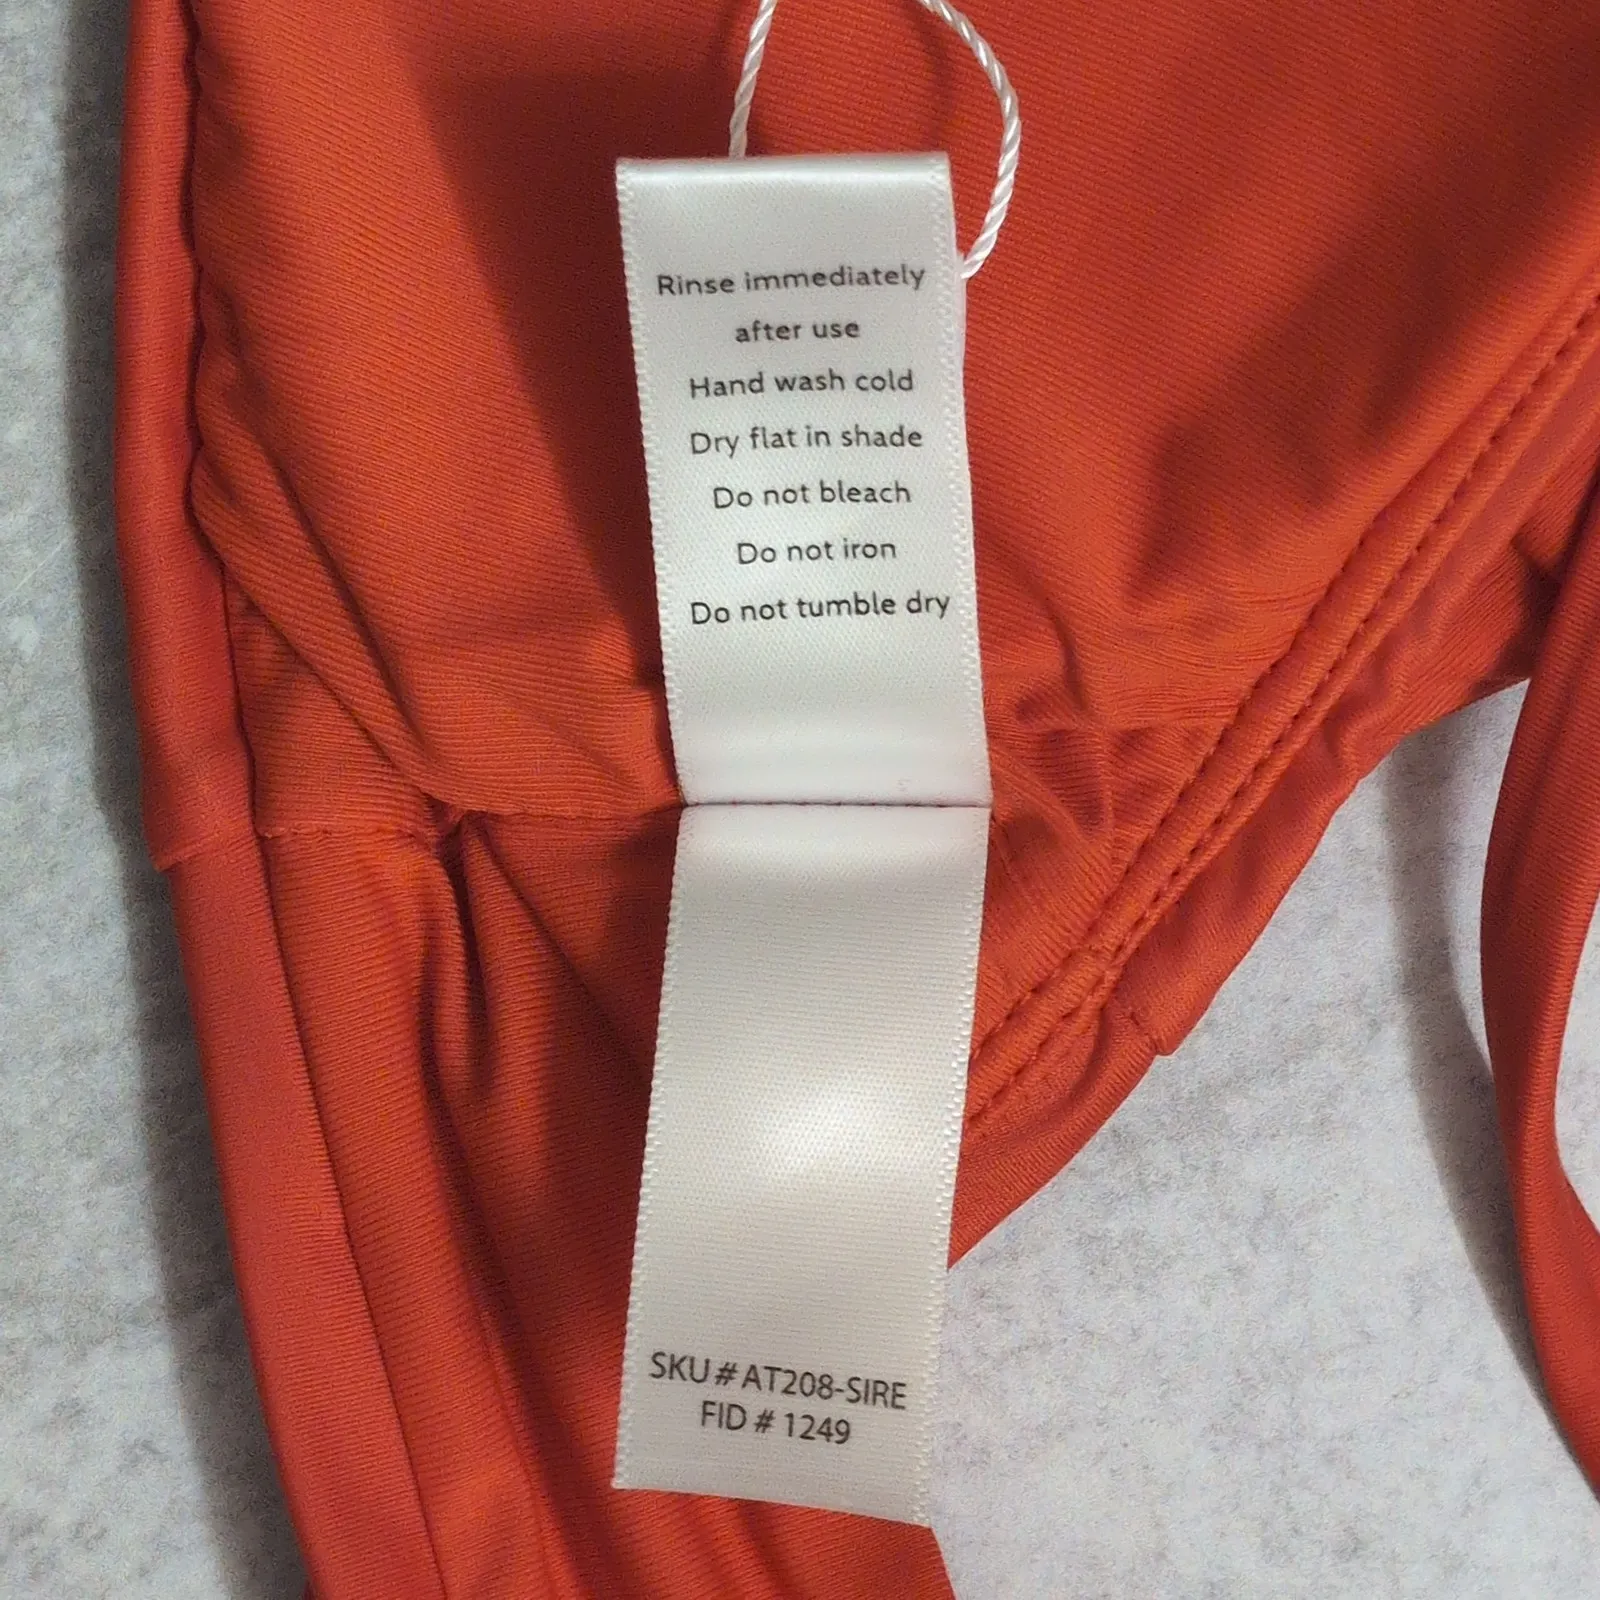 Rinse immediately
after use
Hand wash cold
Dry flat in shade
Do not bleach
Do not iron
Do not tumble dry
SKU # AT208-SIRE
FID # 1249